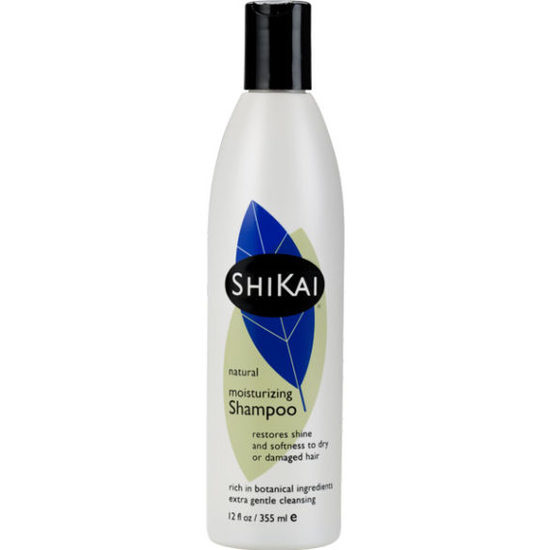 SHIKAI
natural
moisturizing
Shampoo
restores shine
and softness to dry
or damaged hair
rich in botanical ingredients
extra gentle cleansing
12 fl oz / 355 ml e